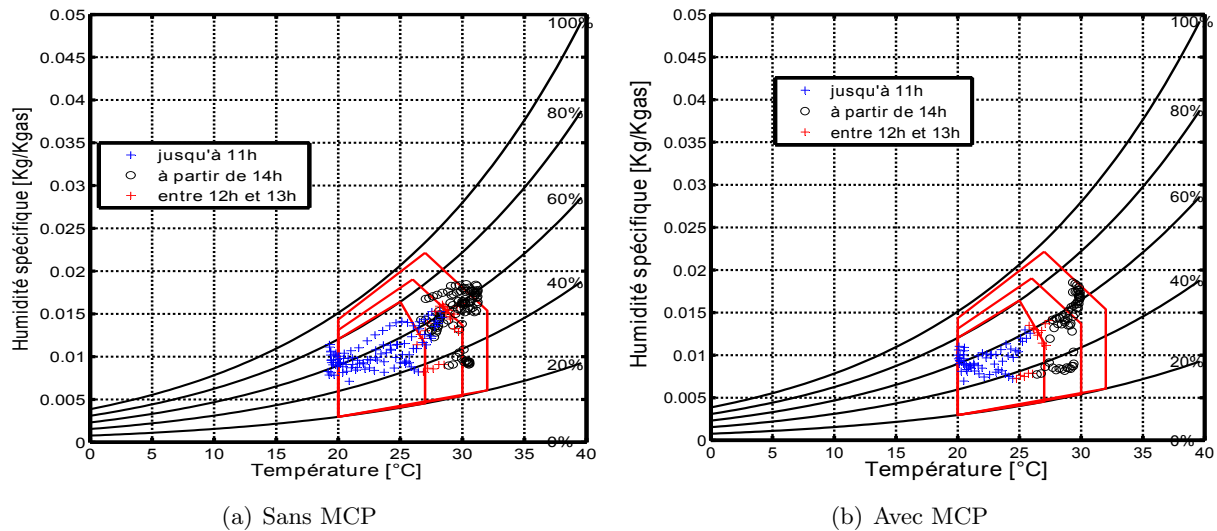 0.05
0.045
0.04
0.035
0.03
0.025
0.02
0.015
0.01
0.005
0
Humidité spécifique [Kg/Kgas]
100%
80%
60%
40%
20%
0%
jusqu'à 11h
à partir de 14h
entre 12h et 13h
0 5 10 15 20 25 30 35 40
Température [°C]
(a) Sans MCP
0.05
0.045
0.04
0.035
0.03
0.025
0.02
0.015
0.01
0.005
0
Humidité spécifique [Kg/Kgas]
100%
80%
60%
40%
20%
0%
jusqu'à 11h
à partir de 14h
entre 12h et 13h
0 5 10 15 20 25 30 35 40
Température [°C]
(b) Avec MCP